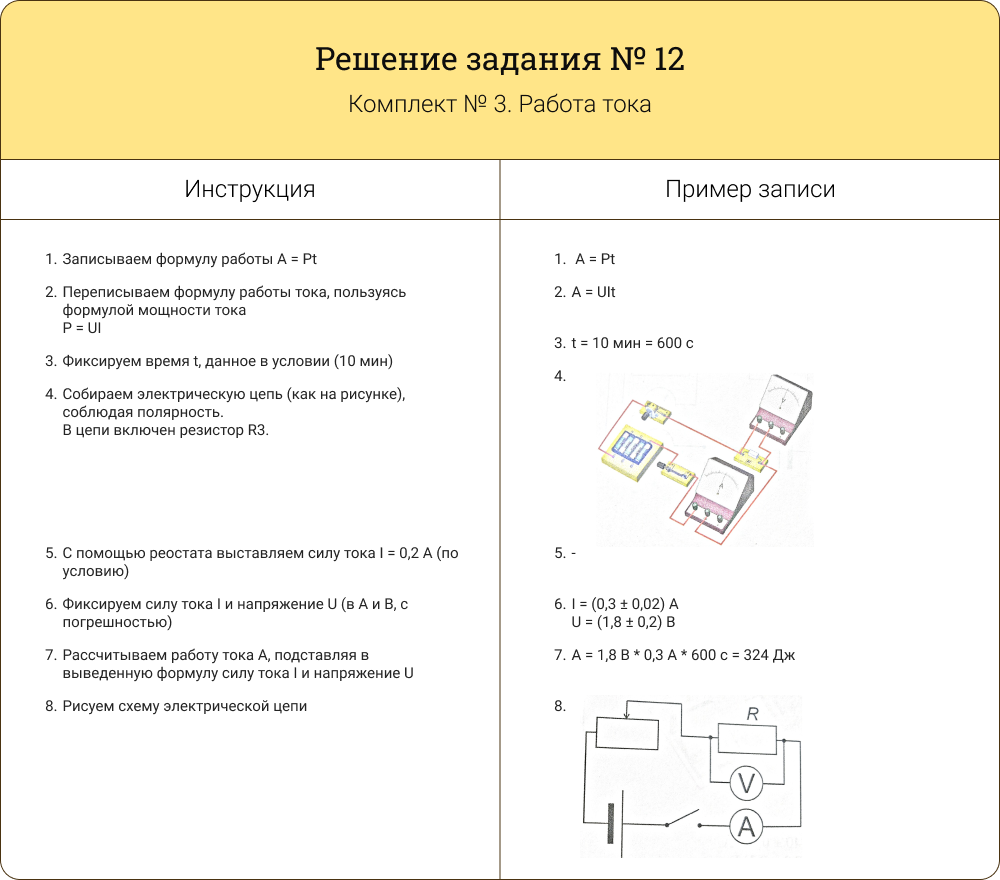 Решение задания № 12
Комплект № 3. Работа тока
Инструкция
Пример записи
1. Записываем формулу работы A = Pt
2. Переписываем формулу работы тока, пользуясь
формулой мощности тока
P = UI
3. Фиксируем время t, данное в условии (10 мин)
4. Собираем электрическую цепь (как на рисунке),
соблюдая полярность.
В цепи включен резистор R3.
5. С помощью реостата выставляем силу тока I = 0,2 А (по
условию)
6. Фиксируем силу тока I и напряжение U (в А и В, с
погрешностью)
7. Рассчитываем работу тока А, подставляя в
выведенную формулу силу тока I и напряжение U
8. Рисуем схему электрической цепи
1. A = Pt
2. A = UIt
3. t = 10 мин = 600 с
4.
V
A
5. -
6. I = (0,3 ± 0,02) А
U = (1,8 ± 0,2) В
7. A = 1,8 В * 0,3 А * 600 с = 324 Дж
8.
R
V
A